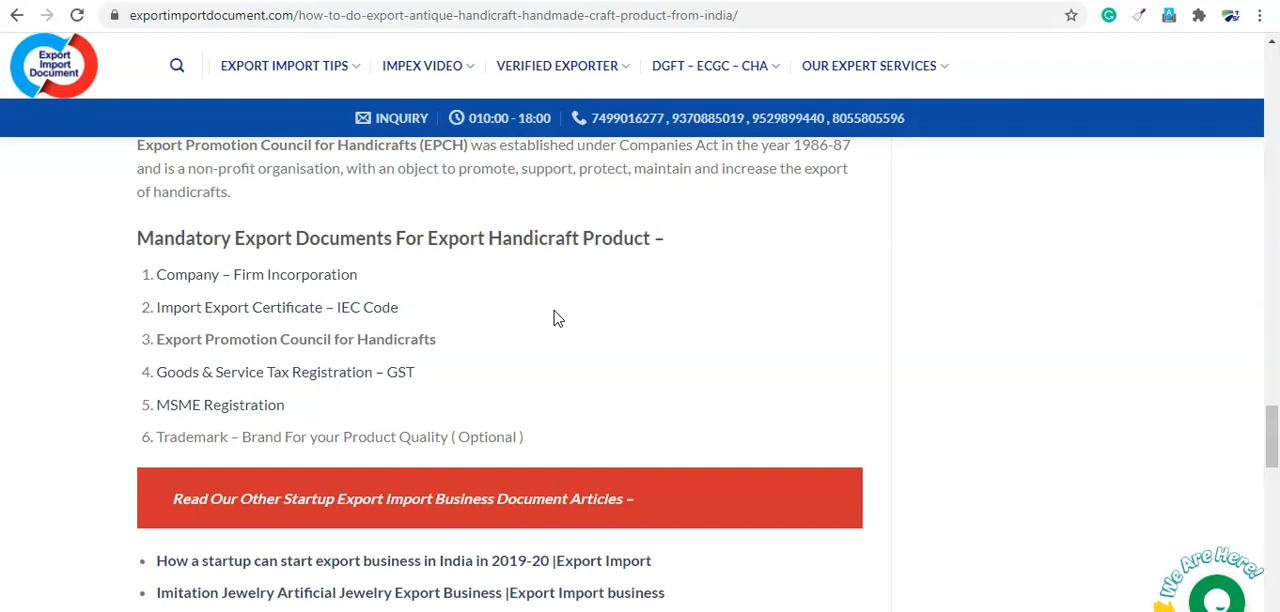 exportimportdocument.com/how-to-do-export-antique-handicraft-handmade-craft-product-from-india/
Export
Import
Document
EXPORT IMPORT TIPS
IMPEX VIDEO
VERIFIED EXPORTER
DGFT – ECGC – CHA
OUR EXPERT SERVICES
INQUIRY
010:00 - 18:00
7499016277 , 9370885019 , 9529899440 , 8055805596
Export Promotion Council for Handicrafts (EPCH) was established under Companies Act in the year 1986-87
and is a non-profit organisation, with an object to promote, support, protect, maintain and increase the export
of handicrafts.
Mandatory Export Documents For Export Handicraft Product –
1. Company – Firm Incorporation
2. Import Export Certificate – IEC Code
3. Export Promotion Council for Handicrafts
4. Goods & Service Tax Registration – GST
5. MSME Registration
6. Trademark – Brand For your Product Quality ( Optional )
Read Our Other Startup Export Import Business Document Articles –
• How a startup can start export business in India in 2019-20 |Export Import
• Imitation Jewelry Artificial Jewelry Export Business |Export Import business
We Are Here!